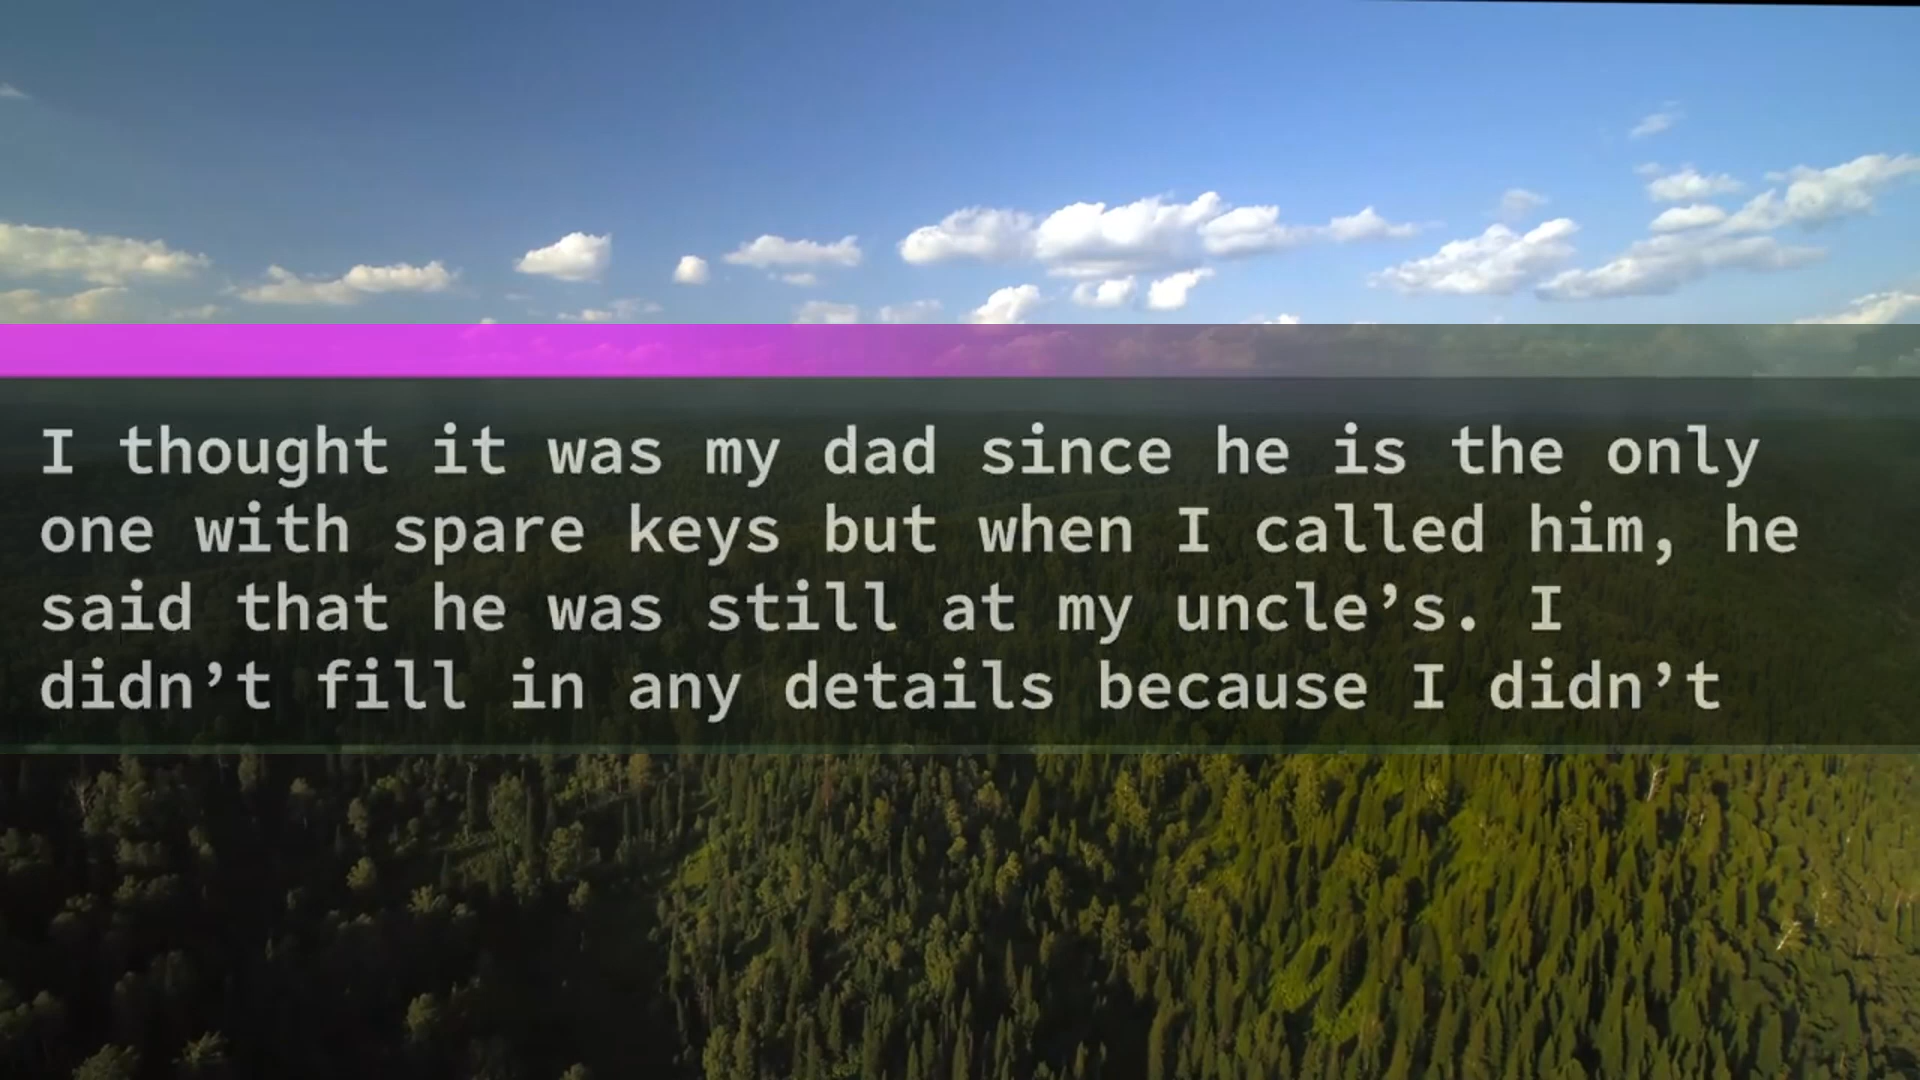 I thought it was my dad since he is the only
one with spare keys but when I called him, he
said that he was still at my uncle’s. I
didn’t fill in any details because I didn’t